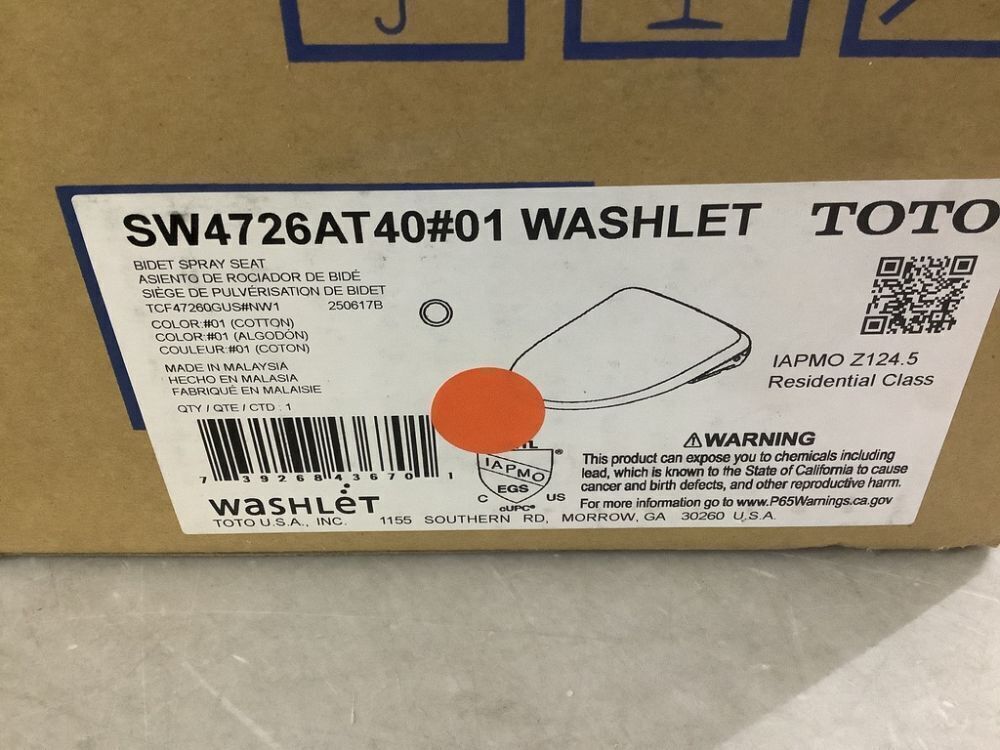 SW4726AT40#01 WASHLET TOTO
BIDET SPRAY SEAT
ASIENTO DE ROCIADOR DE BIDÉ
SIÈGE DE PULVÉRISATION DE BIDET
TCF47260GUS#NW1 250617B
COLOR:#01 (COTTON)
COLOR:#01 (ALGODÓN)
COULEUR:#01 (COTON)
MADE IN MALAYSIA
HECHO EN MALASIA
FABRIQUÉ EN MALAISIE
QTY / QTE / CTD : 1
7 39268 43670 1
WASHLET
TOTO U.S.A., INC. 1155 SOUTHERN RD, MORROW, GA 30260 U.S.A.
IAPMO
EGS
C US
cUPC®
IAPMO Z124.5
Residential Class
⚠WARNING
This product can expose you to chemicals including
lead, which is known to the State of California to cause
cancer and birth defects, and other reproductive harm.
For more information go to www.P65Warnings.ca.gov